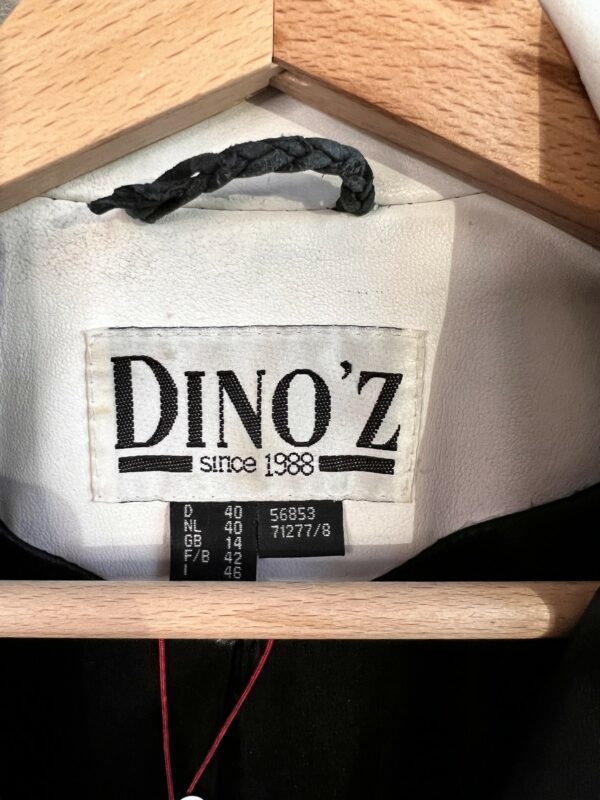 DINO'Z
since 1988
D 40
NL 40
GB 14
F/B 42
I 46
56853
71277/8